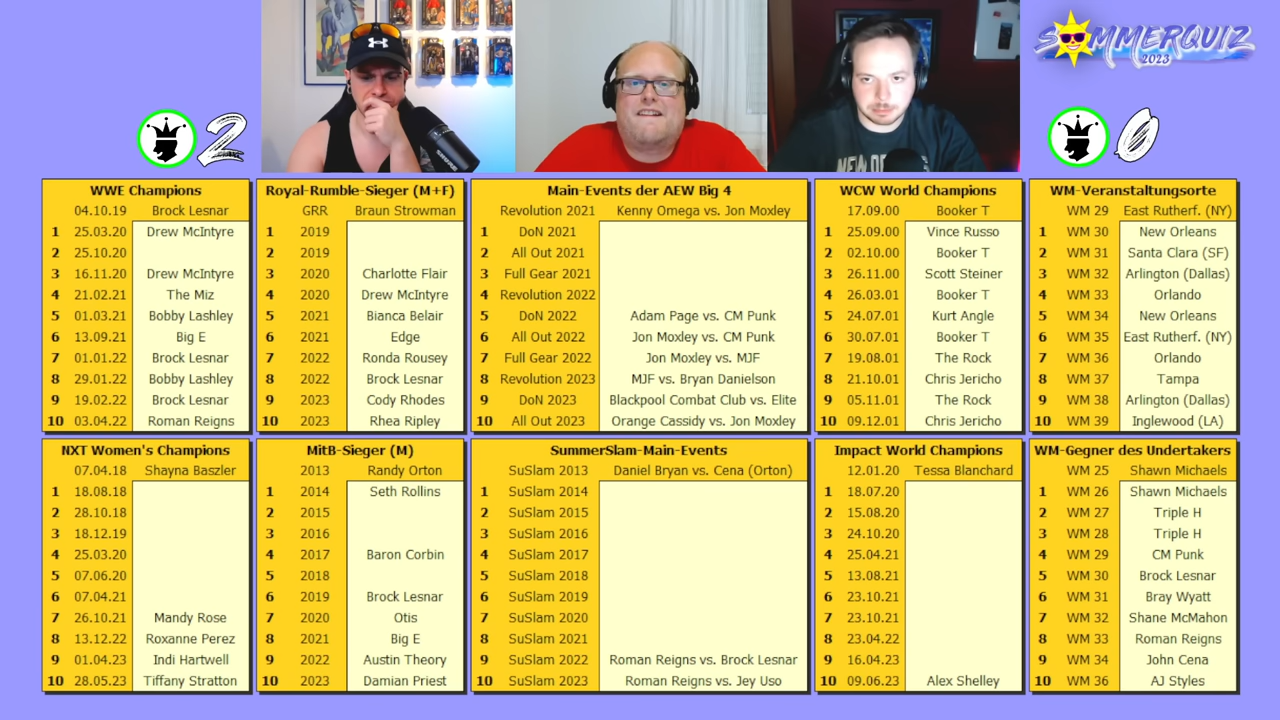 SOMMERQUIZ
2023
2
0
NEW OR
WWE Champions
04.10.19 Brock Lesnar
1 25.03.20 Drew McIntyre
2 25.10.20
3 16.11.20 Drew McIntyre
4 21.02.21 The Miz
5 01.03.21 Bobby Lashley
6 13.09.21 Big E
7 01.01.22 Brock Lesnar
8 29.01.22 Bobby Lashley
9 19.02.22 Brock Lesnar
10 03.04.22 Roman Reigns
Royal-Rumble-Sieger (M+F)
GRR Braun Strowman
1 2019
2 2019
3 2020 Charlotte Flair
4 2020 Drew McIntyre
5 2021 Bianca Belair
6 2021 Edge
7 2022 Ronda Rousey
8 2022 Brock Lesnar
9 2023 Cody Rhodes
10 2023 Rhea Ripley
Main-Events der AEW Big 4
Revolution 2021 Kenny Omega vs. Jon Moxley
1 DoN 2021
2 All Out 2021
3 Full Gear 2021
4 Revolution 2022
5 DoN 2022 Adam Page vs. CM Punk
6 All Out 2022 Jon Moxley vs. CM Punk
7 Full Gear 2022 Jon Moxley vs. MJF
8 Revolution 2023 MJF vs. Bryan Danielson
9 DoN 2023 Blackpool Combat Club vs. Elite
10 All Out 2023 Orange Cassidy vs. Jon Moxley
WCW World Champions
17.09.00 Booker T
1 25.09.00 Vince Russo
2 02.10.00 Booker T
3 26.11.00 Scott Steiner
4 26.03.01 Booker T
5 24.07.01 Kurt Angle
6 30.07.01 Booker T
7 19.08.01 The Rock
8 21.10.01 Chris Jericho
9 05.11.01 The Rock
10 09.12.01 Chris Jericho
WM-Veranstaltungsorte
WM 29 East Rutherf. (NY)
1 WM 30 New Orleans
2 WM 31 Santa Clara (SF)
3 WM 32 Arlington (Dallas)
4 WM 33 Orlando
5 WM 34 New Orleans
6 WM 35 East Rutherf. (NY)
7 WM 36 Orlando
8 WM 37 Tampa
9 WM 38 Arlington (Dallas)
10 WM 39 Inglewood (LA)
NXT Women's Champions
07.04.18 Shayna Baszler
1 18.08.18
2 28.10.18
3 18.12.19
4 25.03.20
5 07.06.20
6 07.04.21
7 26.10.21 Mandy Rose
8 13.12.22 Roxanne Perez
9 01.04.23 Indi Hartwell
10 28.05.23 Tiffany Stratton
MitB-Sieger (M)
2013 Randy Orton
1 2014 Seth Rollins
2 2015
3 2016
4 2017 Baron Corbin
5 2018
6 2019 Brock Lesnar
7 2020 Otis
8 2021 Big E
9 2022 Austin Theory
10 2023 Damian Priest
SummerSlam-Main-Events
SuSlam 2013 Daniel Bryan vs. Cena (Orton)
1 SuSlam 2014
2 SuSlam 2015
3 SuSlam 2016
4 SuSlam 2017
5 SuSlam 2018
6 SuSlam 2019
7 SuSlam 2020
8 SuSlam 2021
9 SuSlam 2022 Roman Reigns vs. Brock Lesnar
10 SuSlam 2023 Roman Reigns vs. Jey Uso
Impact World Champions
12.01.20 Tessa Blanchard
1 18.07.20
2 15.08.20
3 24.10.20
4 25.04.21
5 13.08.21
6 23.10.21
7 23.10.21
8 23.04.22
9 16.04.23
10 09.06.23 Alex Shelley
WM-Gegner des Undertakers
WM 25 Shawn Michaels
1 WM 26 Shawn Michaels
2 WM 27 Triple H
3 WM 28 Triple H
4 WM 29 CM Punk
5 WM 30 Brock Lesnar
6 WM 31 Bray Wyatt
7 WM 32 Shane McMahon
8 WM 33 Roman Reigns
9 WM 34 John Cena
10 WM 36 AJ Styles